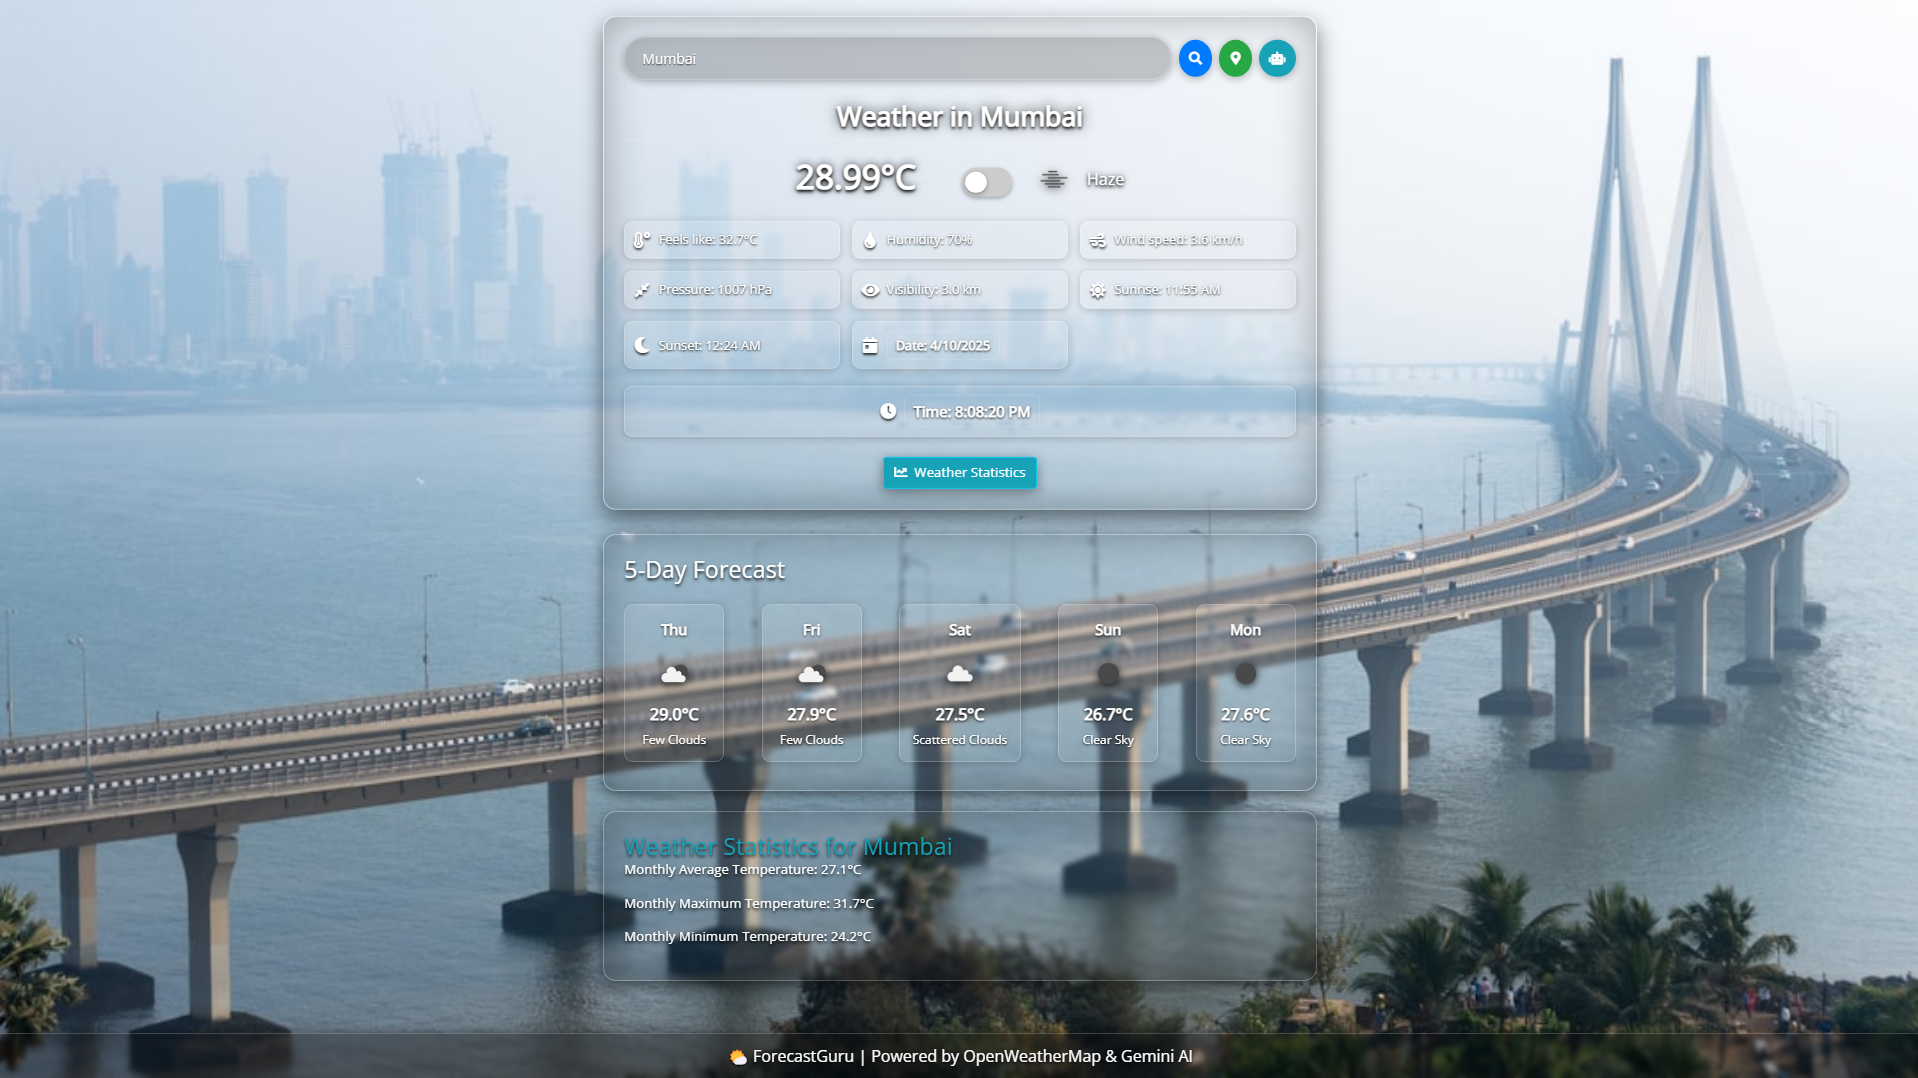 Mumbai
Weather in Mumbai
28.99°C
Haze
Feels like: 32.7°C
Humidity: 70%
Wind speed: 3.6 km/h
Pressure: 1007 hPa
Visibility: 3.0 km
Sunrise: 11:55 AM
Sunset: 12:24 AM
Date: 4/10/2025
Time: 8:08:20 PM
Weather Statistics
5-Day Forecast
Thu
29.0°C
Few Clouds
Fri
27.9°C
Few Clouds
Sat
27.5°C
Scattered Clouds
Sun
26.7°C
Clear Sky
Mon
27.6°C
Clear Sky
Weather Statistics for Mumbai
Monthly Average Temperature: 27.1°C
Monthly Maximum Temperature: 31.7°C
Monthly Minimum Temperature: 24.2°C
ForecastGuru | Powered by OpenWeatherMap & Gemini AI